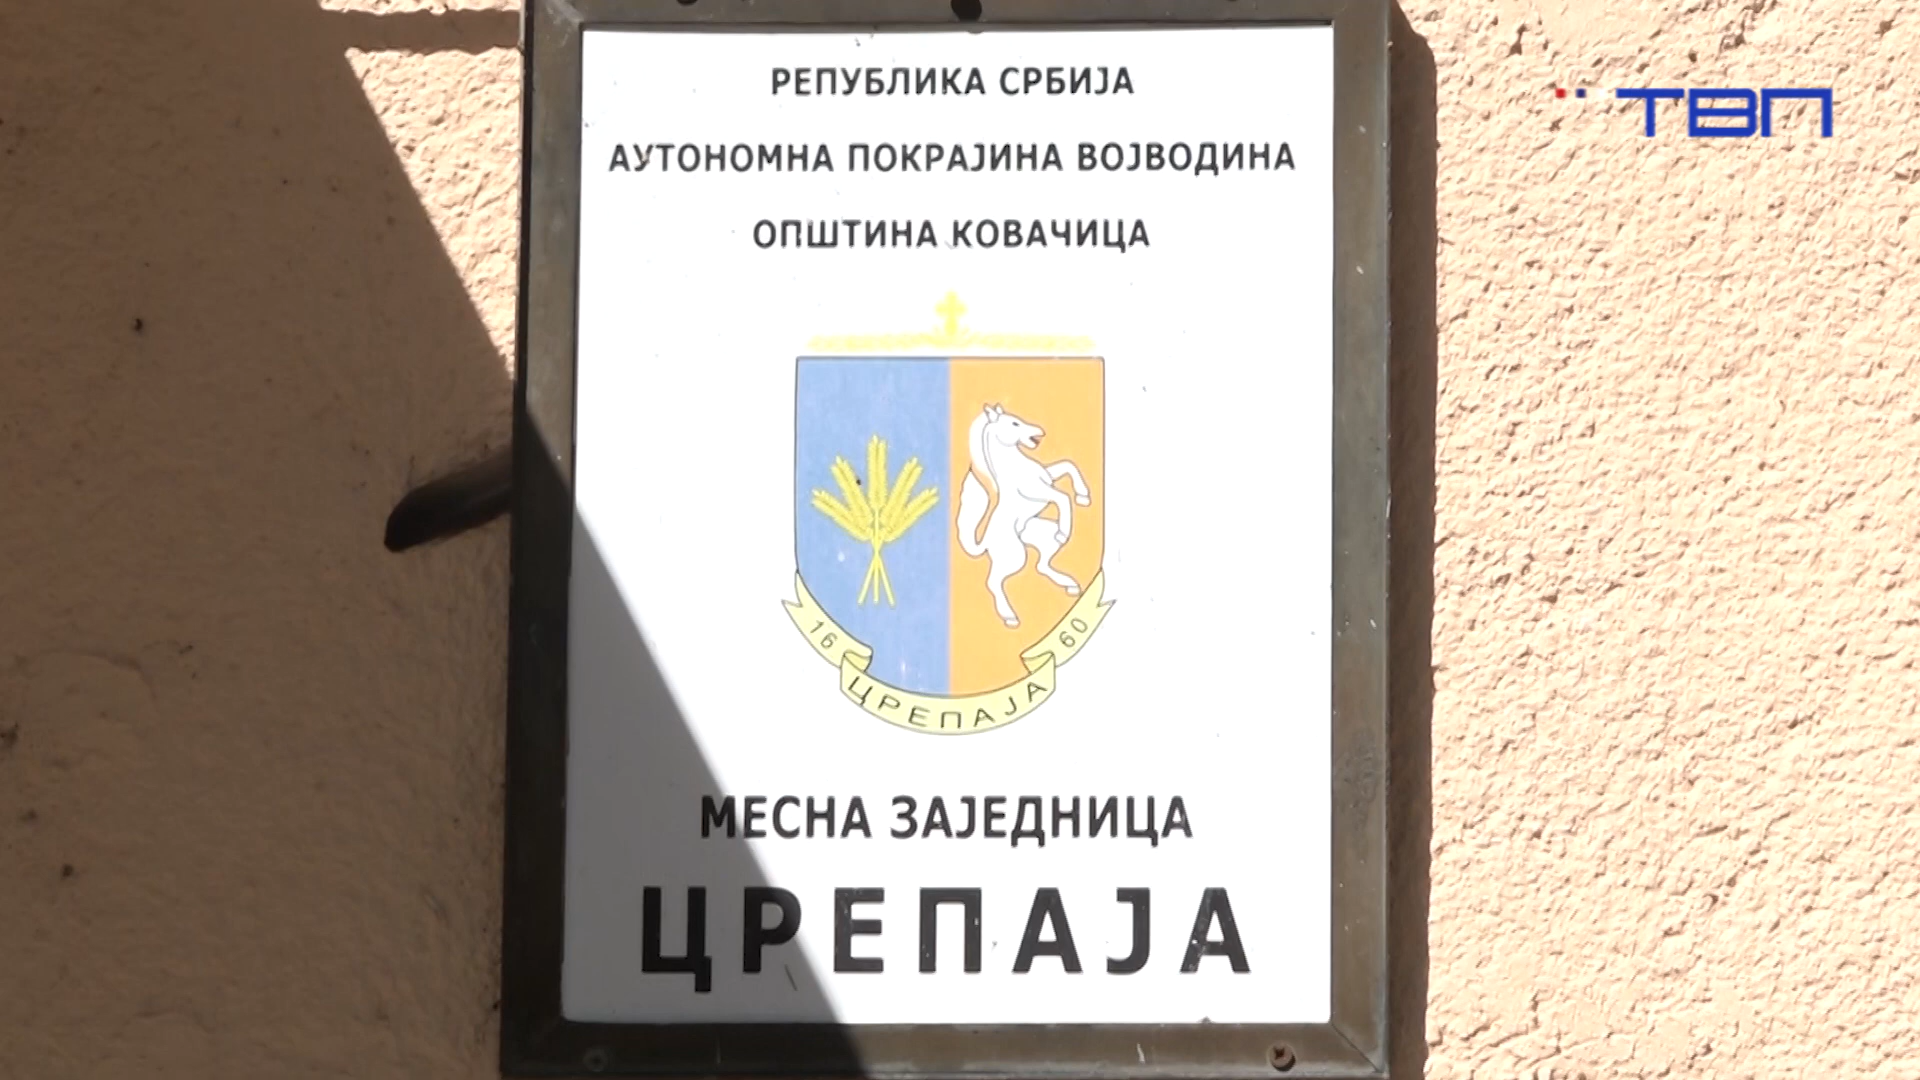 РЕПУБЛИКА СРБИЈА
ТВП
АУТОНОМНА ПОКРАЈИНА ВОЈВОДИНА
ОПШТИНА КОВАЧИЦА
16 60
ЦРЕПАЈА
МЕСНА ЗАЈЕДНИЦА
ЦРЕПАЈА